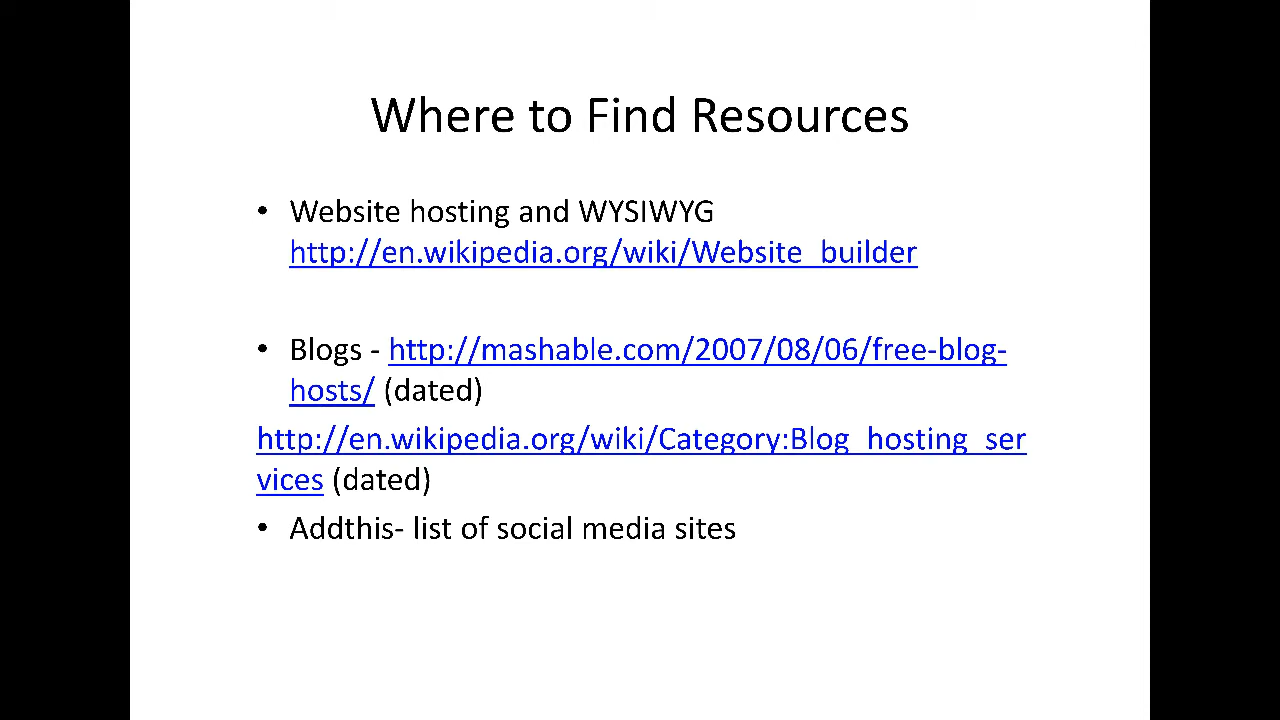 Where to Find Resources
• Website hosting and WYSIWYG
http://en.wikipedia.org/wiki/Website_builder
• Blogs - http://mashable.com/2007/08/06/free-blog-
hosts/ (dated)
http://en.wikipedia.org/wiki/Category:Blog_hosting_ser
vices (dated)
• Addthis- list of social media sites